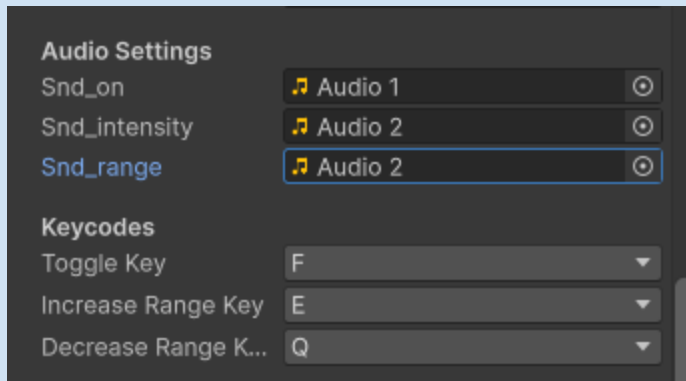 Audio Settings
Snd_on Audio 1
Snd_intensity Audio 2
Snd_range Audio 2
Keycodes
Toggle Key F
Increase Range Key E
Decrease Range K... Q